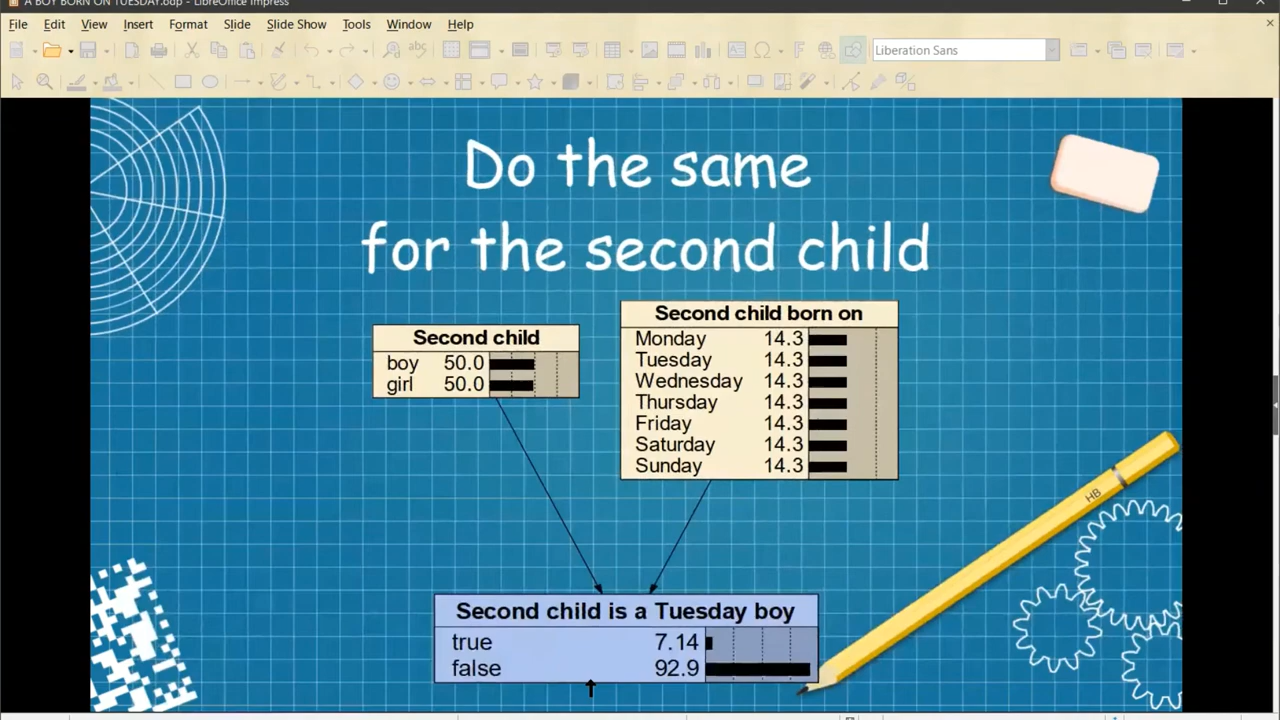 A BOY BORN ON TUESDAY.odp - LibreOffice Impress
File Edit View Insert Format Slide Slide Show Tools Window Help
Liberation Sans
Do the same
for the second child
Second child
boy 50.0
girl 50.0
Second child born on
Monday 14.3
Tuesday 14.3
Wednesday 14.3
Thursday 14.3
Friday 14.3
Saturday 14.3
Sunday 14.3
HB
Second child is a Tuesday boy
true 7.14
false 92.9